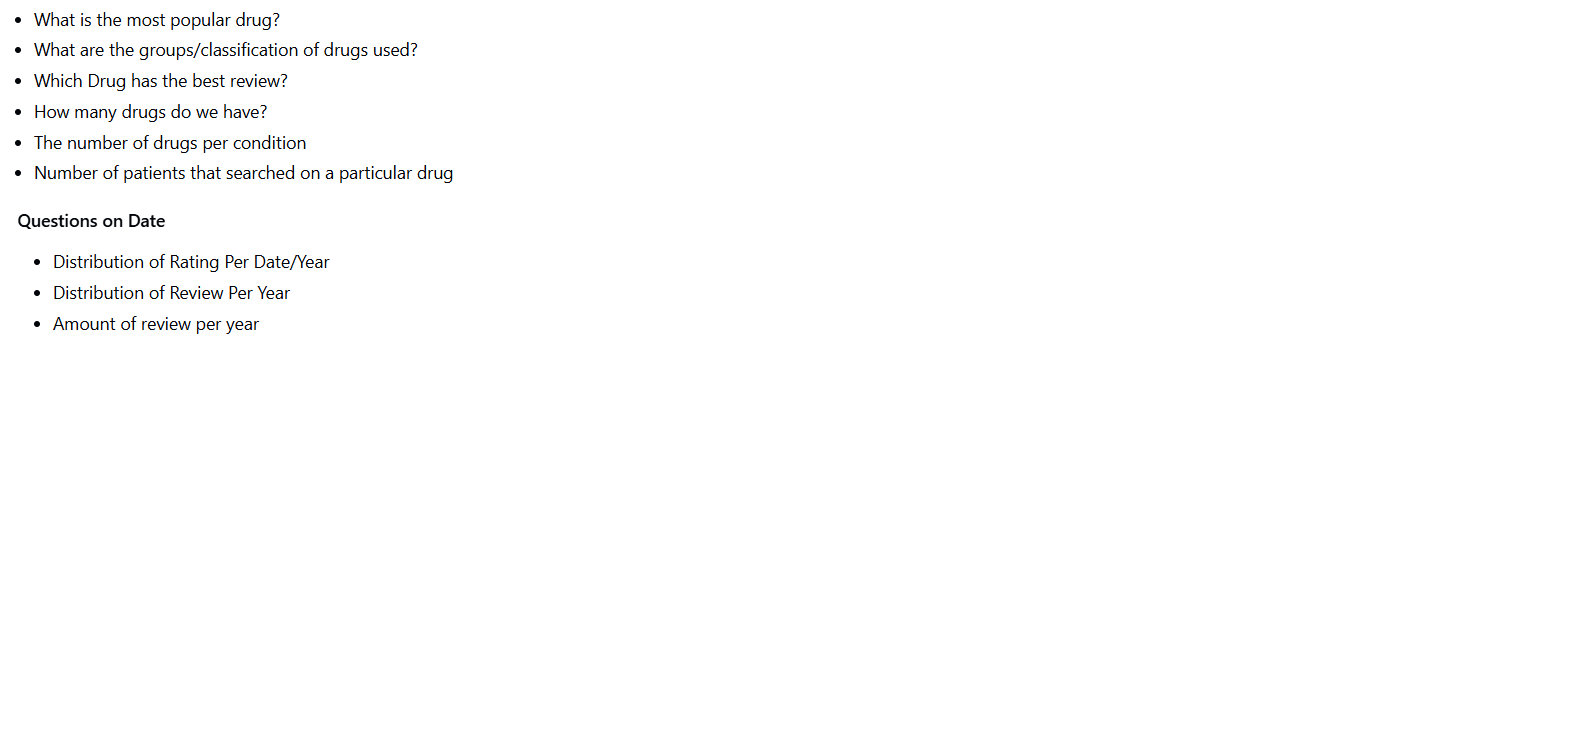 What is the most popular drug?
What are the groups/classification of drugs used?
Which Drug has the best review?
How many drugs do we have?
The number of drugs per condition
Number of patients that searched on a particular drug
Questions on Date
Distribution of Rating Per Date/Year
Distribution of Review Per Year
Amount of review per year